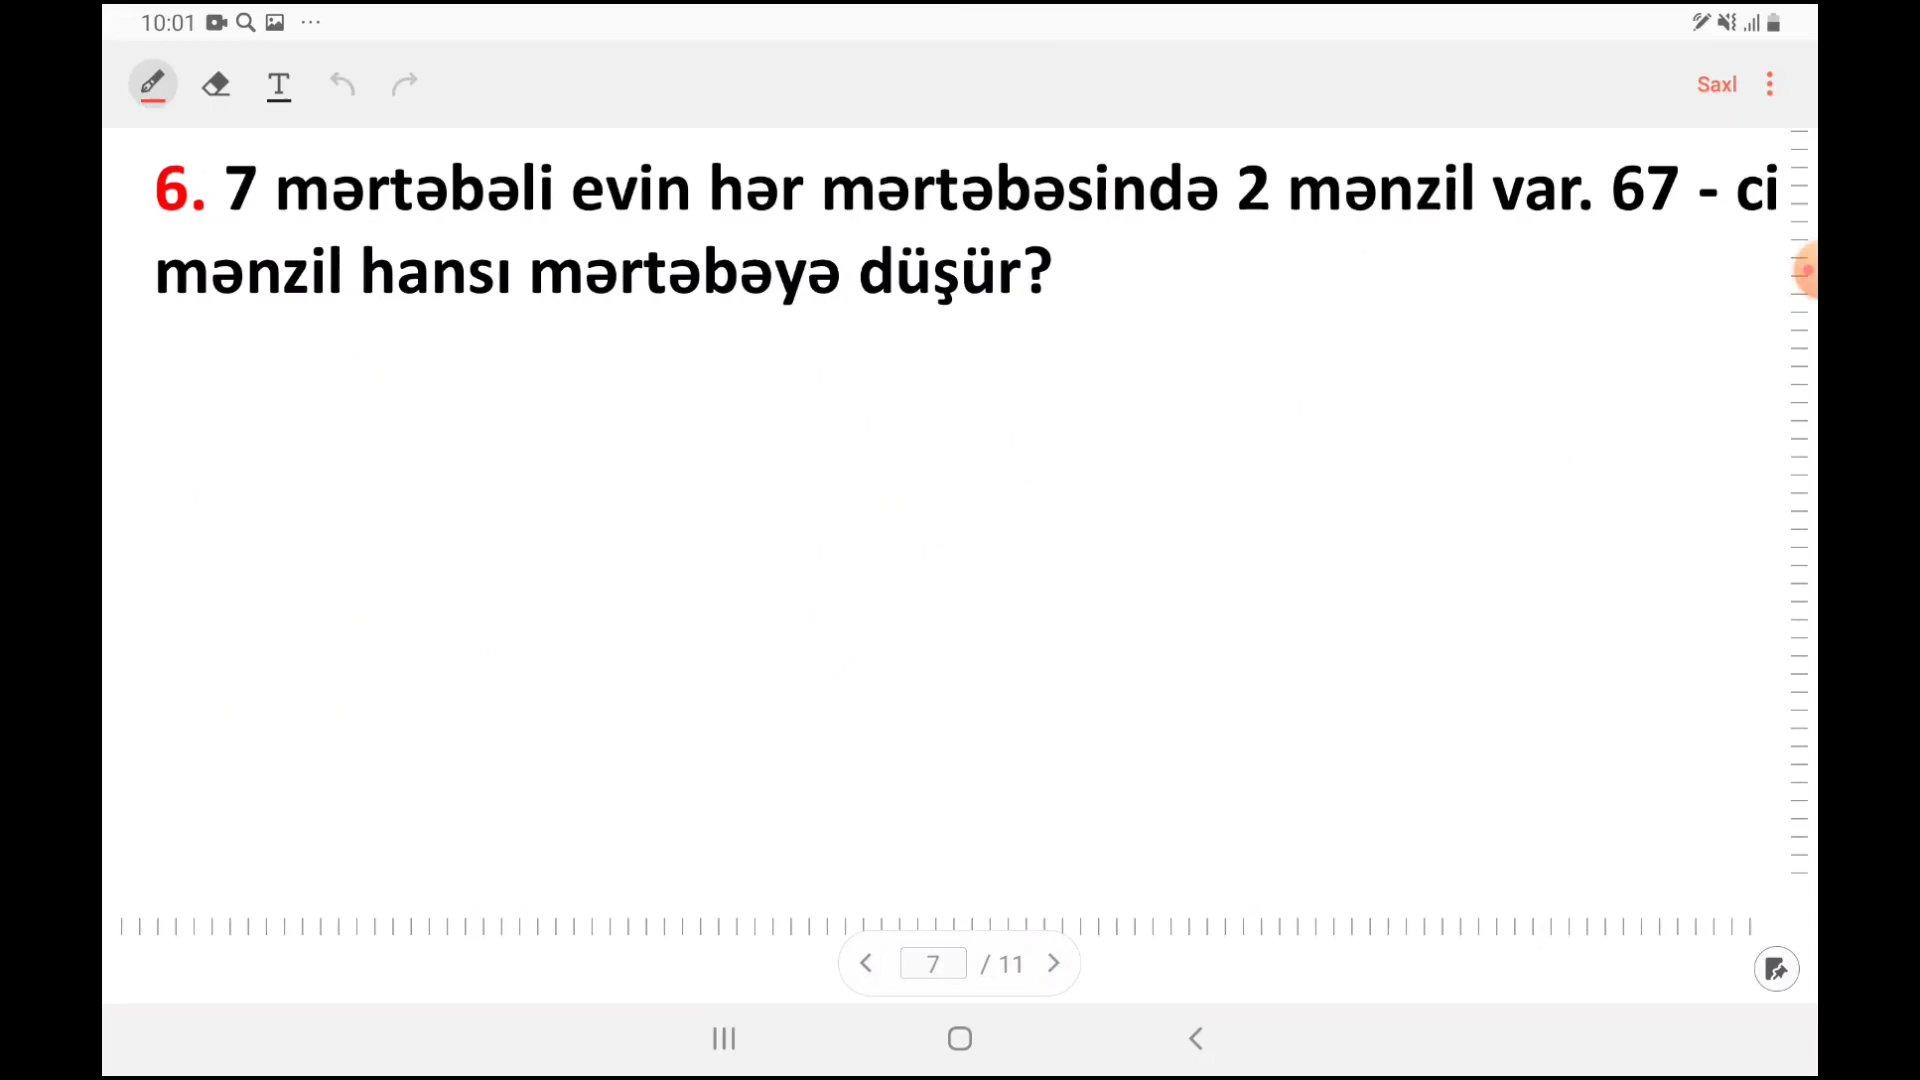 10:01
Saxl
6. 7 mərtəbəli evin hər mərtəbəsində 2 mənzil var. 67 - ci
mənzil hansı mərtəbəyə düşür?
7 / 11